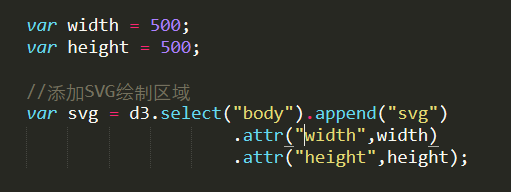 var width = 500;
var height = 500;
//添加SVG绘制区域
var svg = d3.select("body").append("svg")
.attr("width",width)
.attr("height",height);